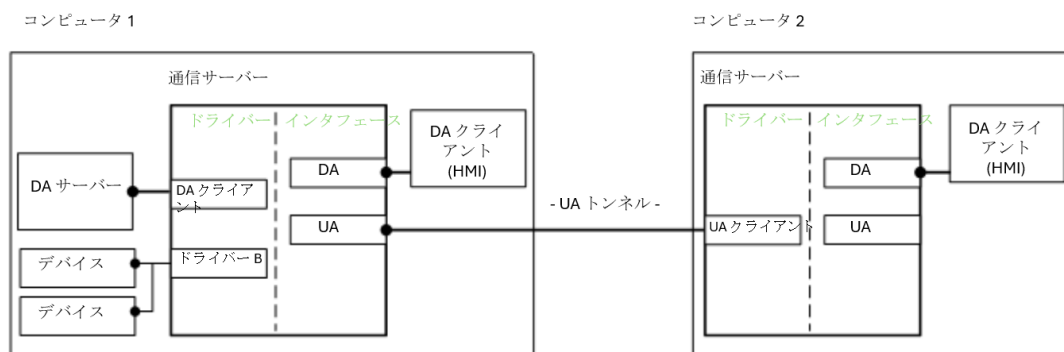 コンピュータ 1
コンピュータ 2
通信サーバー
通信サーバー
ドライバー
インタフェース
ドライバー
インタフェース
DA クライ
アント
(HMI)
DA クライ
アント
(HMI)
DA
DA
DA サーバー
DA クライア
ント
- UA トンネル -
UA
UA クライアント
UA
デバイス
ドライバー B
デバイス